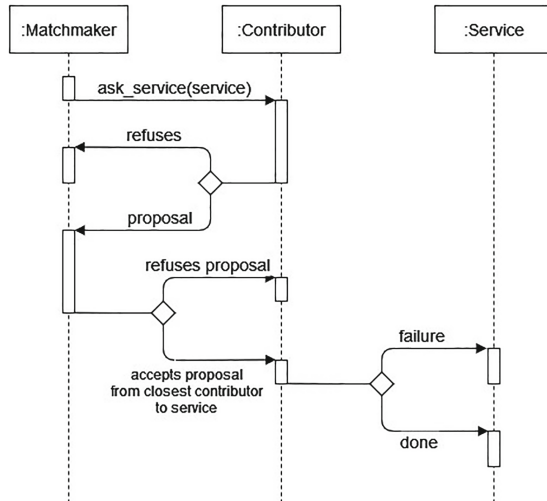 :Matchmaker
:Contributor
:Service
ask_service(service)
refuses
proposal
refuses proposal
accepts proposal
from closest contributor
to service
failure
done